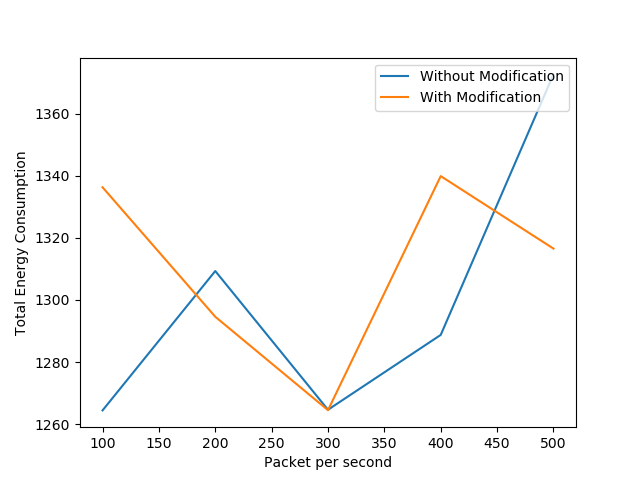 Without Modification
With Modification
1360
1340
1320
1300
1280
1260
Total Energy Consumption
100 150 200 250 300 350 400 450 500
Packet per second